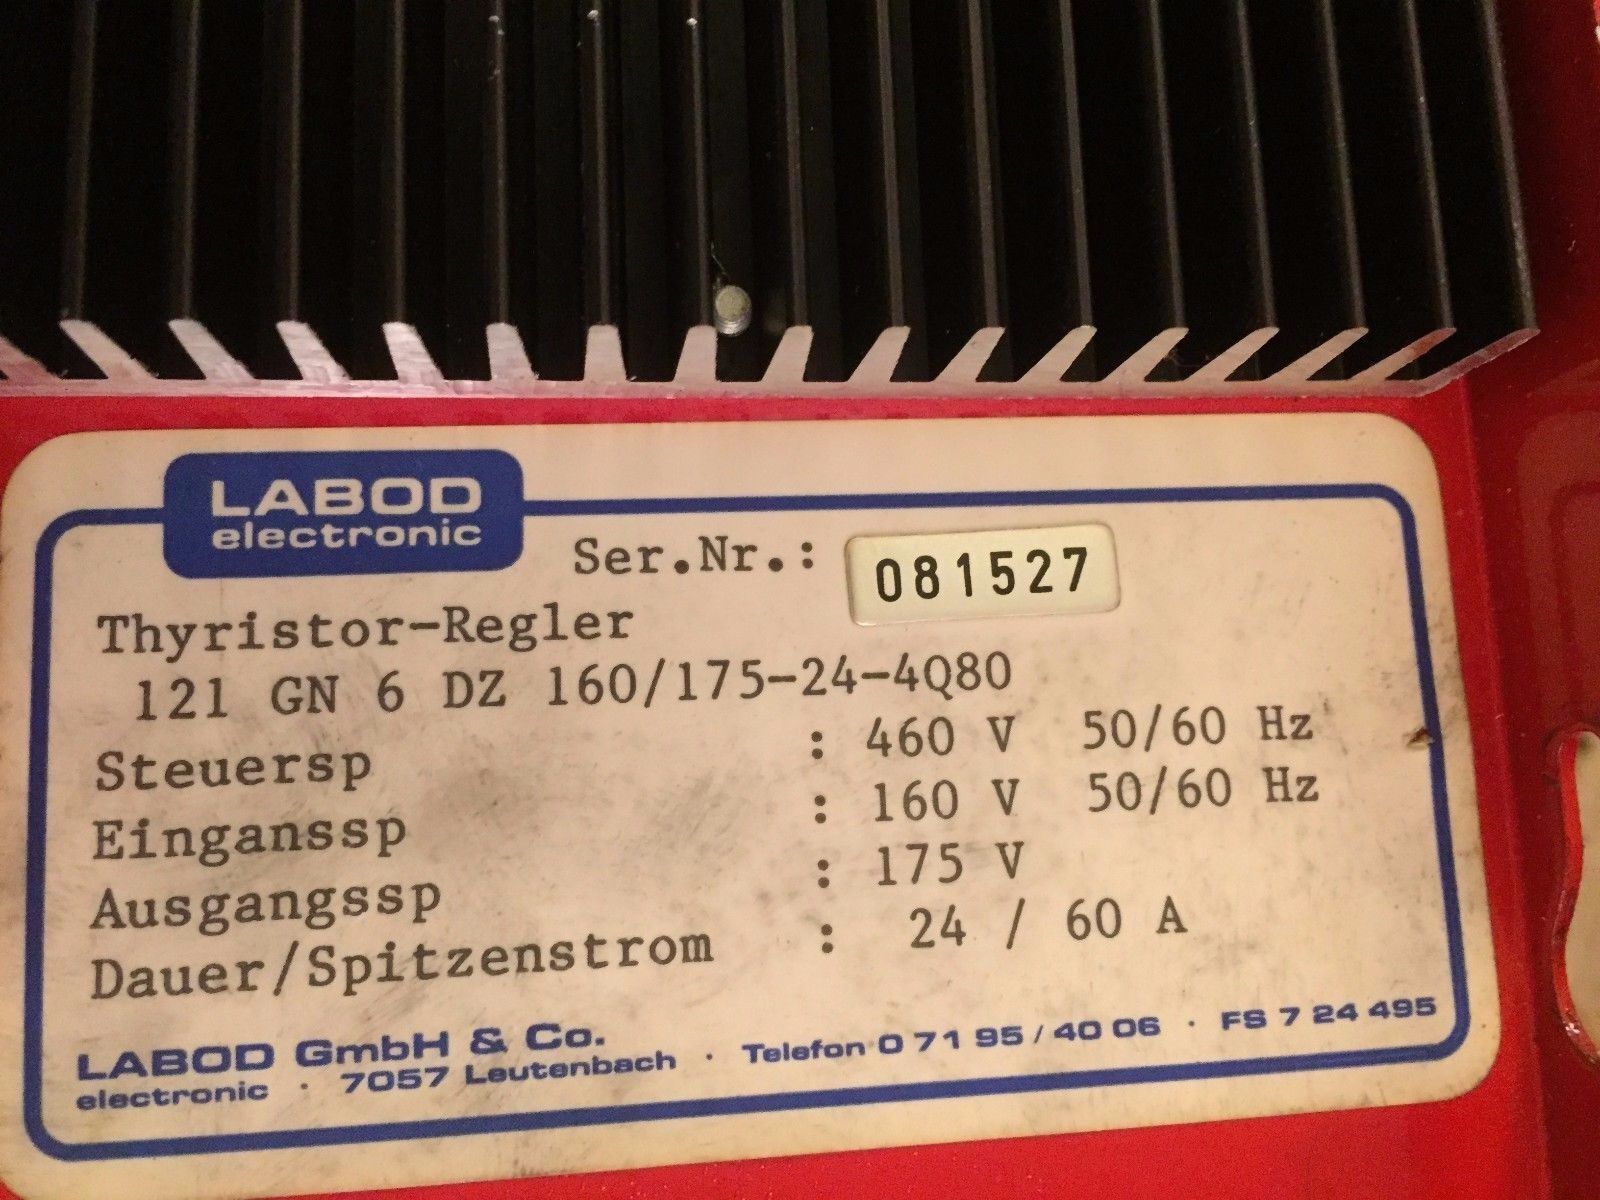 LABOD
electronic
Ser.Nr.: 081527
Thyristor-Regler
121 GN 6 DZ 160/175-24-4Q80
Steuersp : 460 V 50/60 Hz
Einganssp : 160 V 50/60 Hz
Ausgangssp : 175 V
Dauer/Spitzenstrom : 24 / 60 A
LABOD GmbH & Co.
electronic · 7057 Leutenbach · Telefon 0 71 95 / 40 06 · FS 7 24 495